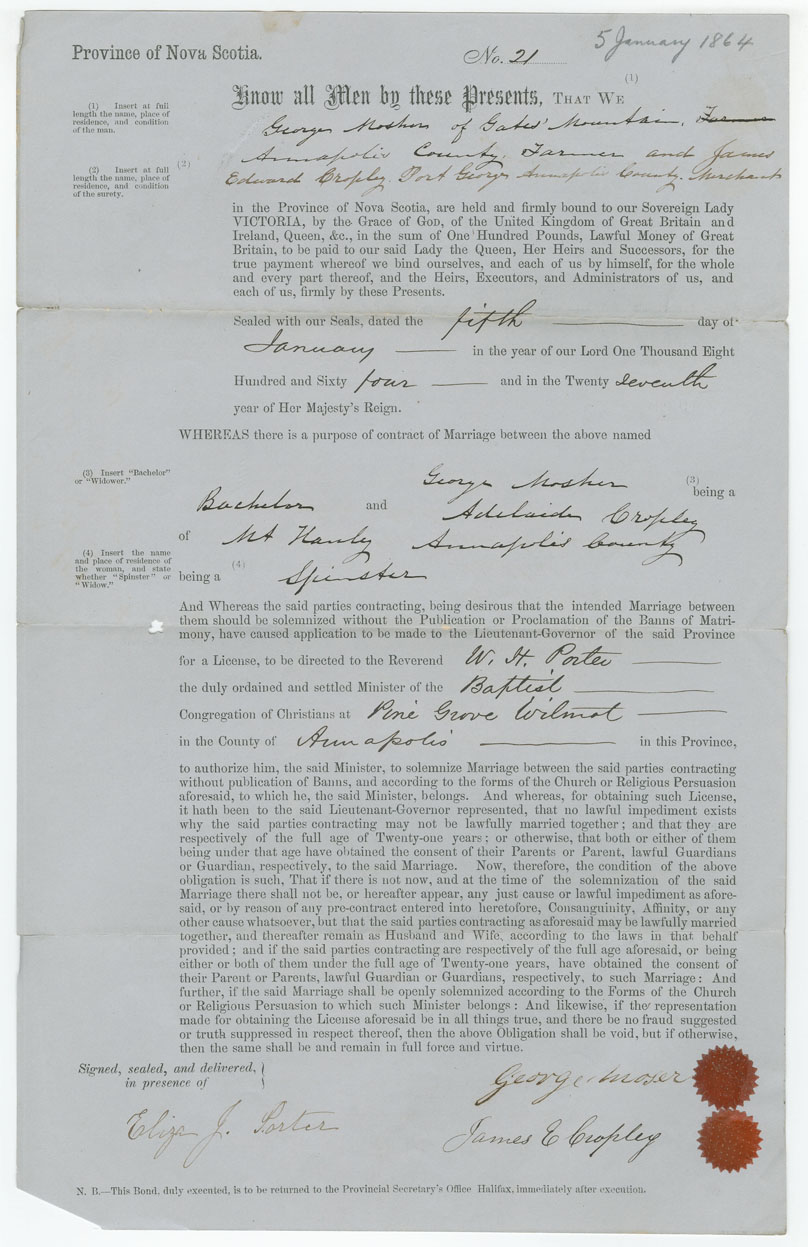 5 January 1864
Province of Nova Scotia.
No. 21
(1) Insert at full
length the name, place of
residence, and condition
of the man.
(2) Insert at full
length the name, place of
residence, and condition
of the surety.
Know all Men by these Presents, THAT WE (1)
George Mosher of Gates' Mountain, Farmer
Annapolis County, Farmer and James
(2) Edward Cropley Port George Annapolis County. Merchant
in the Province of Nova Scotia, are held and firmly bound to our Sovereign Lady
VICTORIA, by the Grace of GOD, of the United Kingdom of Great Britain and
Ireland, Queen, &c., in the sum of One Hundred Pounds, Lawful Money of Great
Britain, to be paid to our said Lady the Queen, Her Heirs and Successors, for the
true payment whereof we bind ourselves, and each of us by himself, for the whole
and every part thereof, and the Heirs, Executors, and Administrators of us, and
each of us, firmly by these Presents.
Sealed with our Seals, dated the fifth day of
January in the year of our Lord One Thousand Eight
Hundred and Sixty four and in the Twenty seventh
year of Her Majesty's Reign.
WHEREAS there is a purpose of contract of Marriage between the above named
(3) Insert "Bachelor"
or "Widower."
George Mosher (3) being a
Bachelor and Adelaide Cropley
of Mt Hanley Annapolis County
(4) Insert the name
and place of residence of
the woman, and state
whether "Spinster" or
"Widow."
being a (4) Spinster
And Whereas the said parties contracting, being desirous that the intended Marriage between
them should be solemnized without the Publication or Proclamation of the Banns of Matri-
mony, have caused application to be made to the Lieutenant-Governor of the said Province
for a License, to be directed to the Reverend W. H. Porter
the duly ordained and settled Minister of the Baptist
Congregation of Christians at Pine Grove Wilmot
in the County of Annapolis in this Province,
to authorize him, the said Minister, to solemnize Marriage between the said parties contracting
without publication of Banns, and according to the forms of the Church or Religious Persuasion
aforesaid, to which he, the said Minister, belongs. And whereas, for obtaining such License,
it hath been to the said Lieutenant-Governor represented, that no lawful impediment exists
why the said parties contracting may not be lawfully married together; and that they are
respectively of the full age of Twenty-one years; or otherwise, that both or either of them
being under that age have obtained the consent of their Parents or Parent, lawful Guardians
or Guardian, respectively, to the said Marriage. Now, therefore, the condition of the above
obligation is such, That if there is not now, and at the time of the solemnization of the said
Marriage there shall not be, or hereafter appear, any just cause or lawful impediment as afore-
said, or by reason of any pre-contract entered into heretofore, Consanguinity, Affinity, or any
other cause whatsoever, but that the said parties contracting as aforesaid may be lawfully married
together, and thereafter remain as Husband and Wife, according to the laws in that behalf
provided; and if the said parties contracting are respectively of the full age aforesaid, or being
either or both of them under the full age of Twenty-one years, have obtained the consent of
their Parent or Parents, lawful Guardian or Guardians, respectively, to such Marriage: And
further, if the said Marriage shall be openly solemnized according to the Forms of the Church
or Religious Persuasion to which such Minister belongs: And likewise, if the representation
made for obtaining the License aforesaid be in all things true, and there be no fraud suggested
or truth suppressed in respect thereof, then the above Obligation shall be void, but if otherwise,
then the same shall be and remain in full force and virtue.
Signed, sealed, and delivered,
in presence of
George Moser
Eliza J. Porter
James E Cropley
N. B.—This Bond, duly executed, is to be returned to the Provincial Secretary's Office Halifax, immediately after execution.